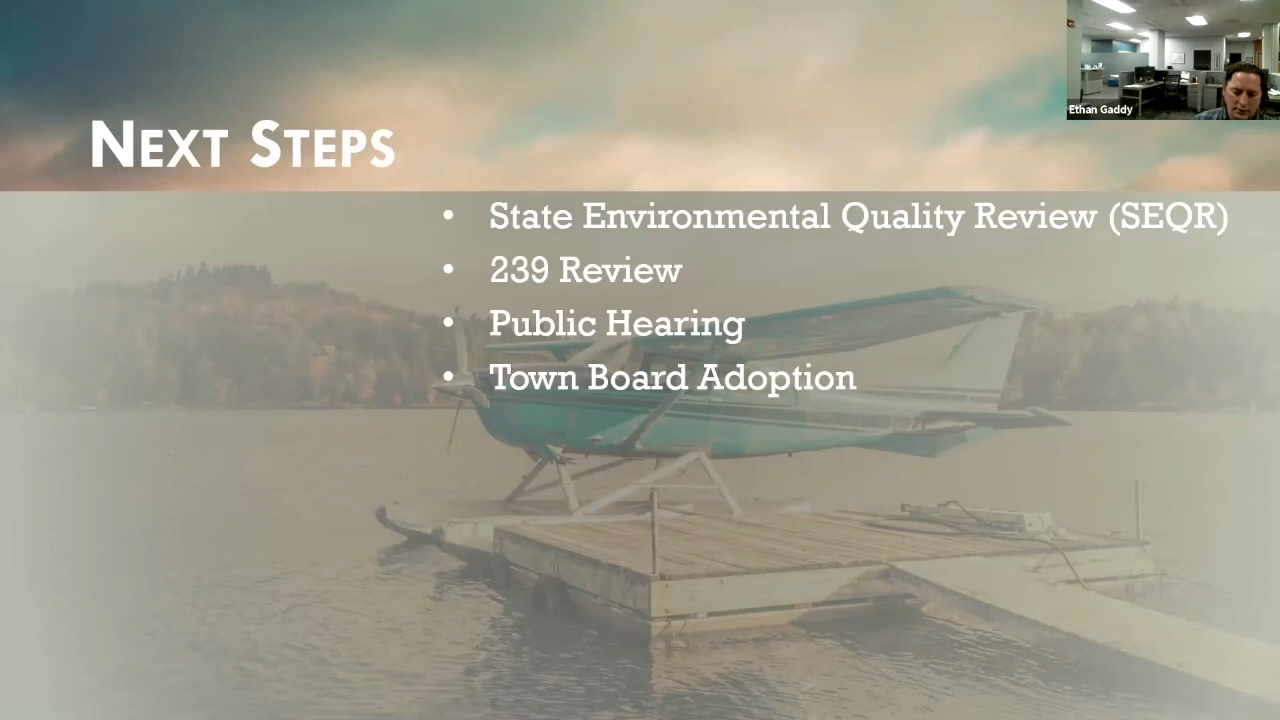 Ethan Gaddy
NEXT STEPS
• State Environmental Quality Review (SEQR)
• 239 Review
• Public Hearing
• Town Board Adoption